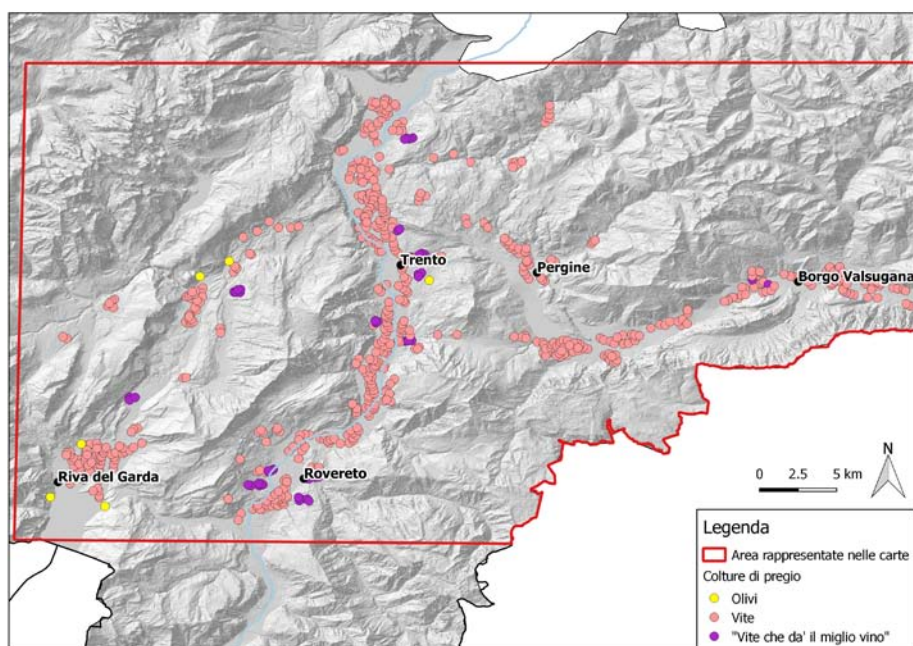 Trento
Pergine
Borgo Valsugana
Riva del Garda
Rovereto
N
0 2.5 5 km
Legenda
Area rappresentate nelle carte
Colture di pregio
Olivi
Vite
"Vite che da' il miglio vino"